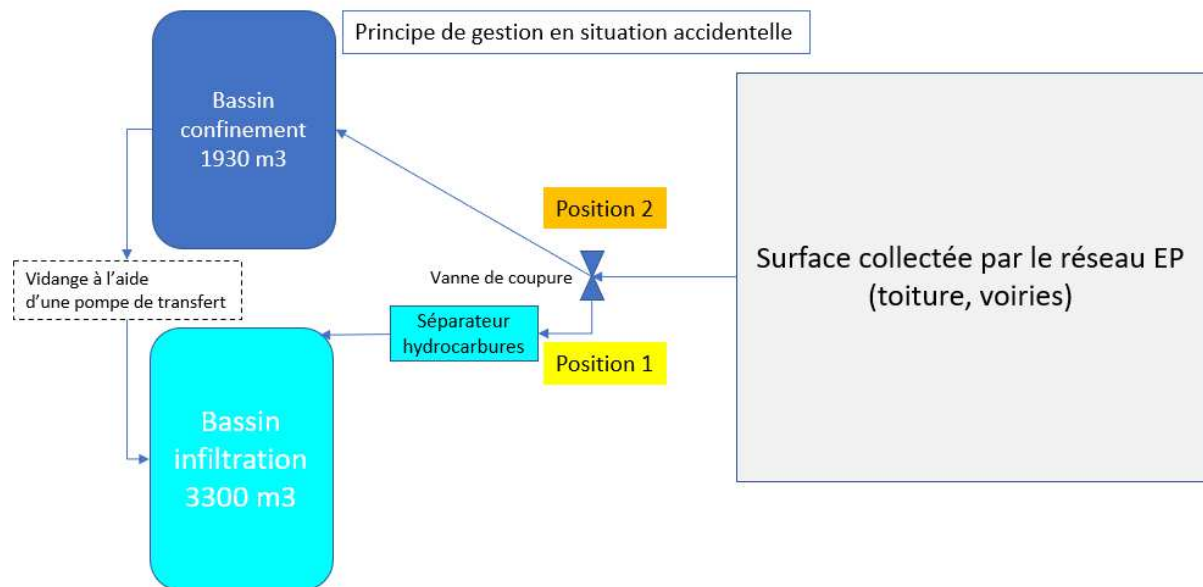 Principe de gestion en situation accidentelle
Bassin
confinement
1930 m3
Position 2
Surface collectée par le réseau EP
(toiture, voiries)
Vanne de coupure
Vidange à l’aide
d’une pompe de transfert
Séparateur
hydrocarbures
Position 1
Bassin
infiltration
3300 m3